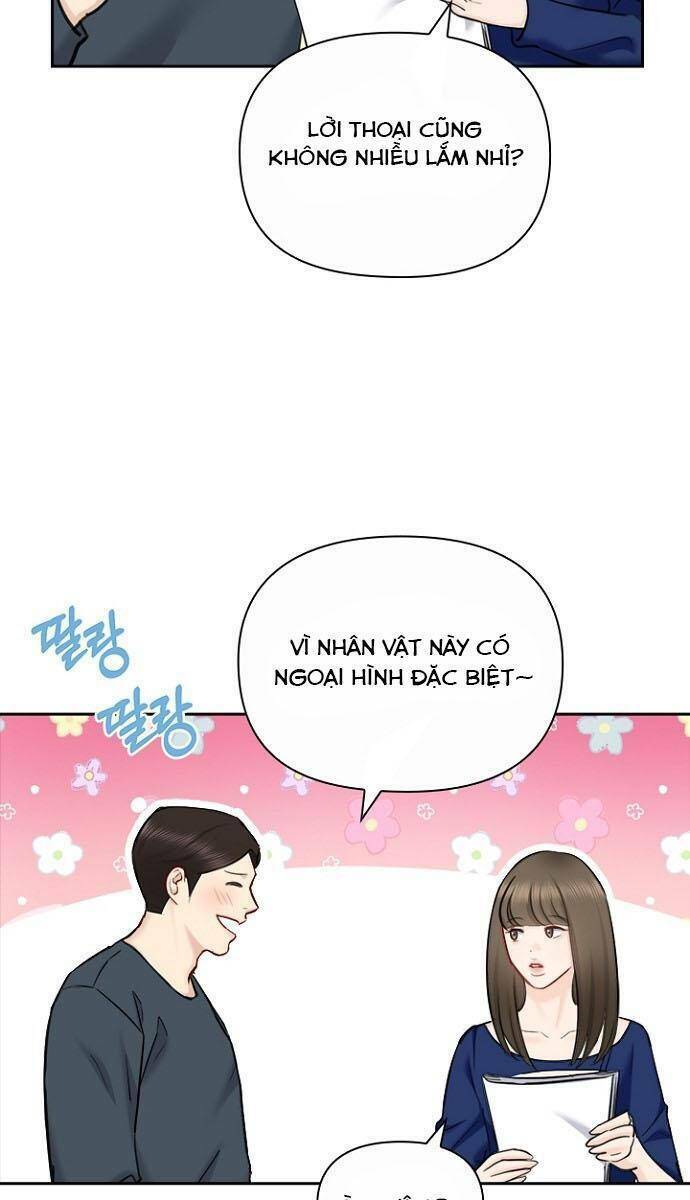 LỜI THOẠI CŨNG
KHÔNG NHIỀU LẮM NHỈ?
딸랑
딸랑
VÌ NHÂN VẬT NÀY CÓ
NGOẠI HÌNH ĐẶC BIỆT~